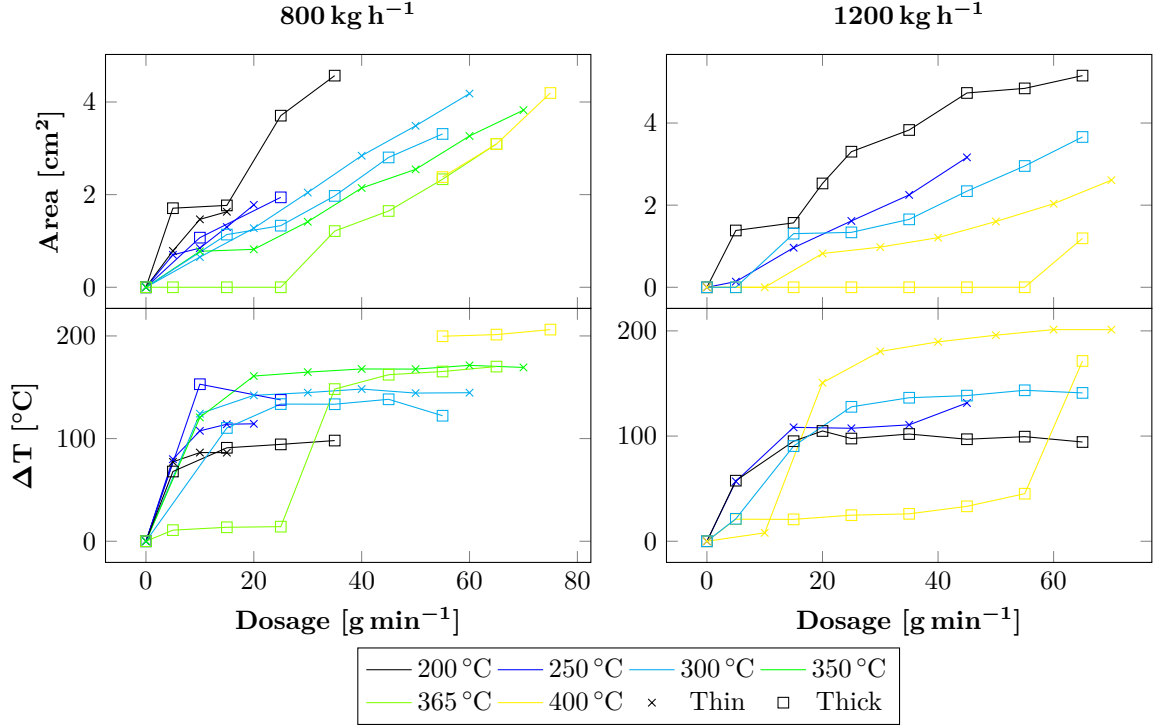 800 kg h⁻¹ 1200 kg h⁻¹
Area [cm²]
4
2
0
4
2
0
ΔT [°C]
200
100
0
200
100
0
0 20 40 60 80
0 20 40 60
Dosage [g min⁻¹] Dosage [g min⁻¹]
200 °C 250 °C 300 °C 350 °C
365 °C 400 °C Thin Thick